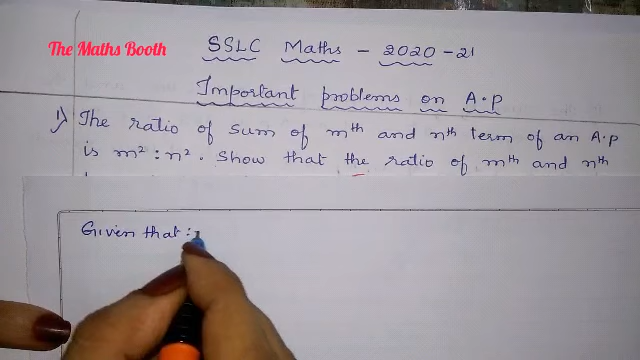 The Maths Booth
SSLC Maths - 2020-21
Important problems on A.P
1) The ratio of sum of mth and nth term of an A.P
is m² : n². Show that the ratio of mth and nth
Given that :